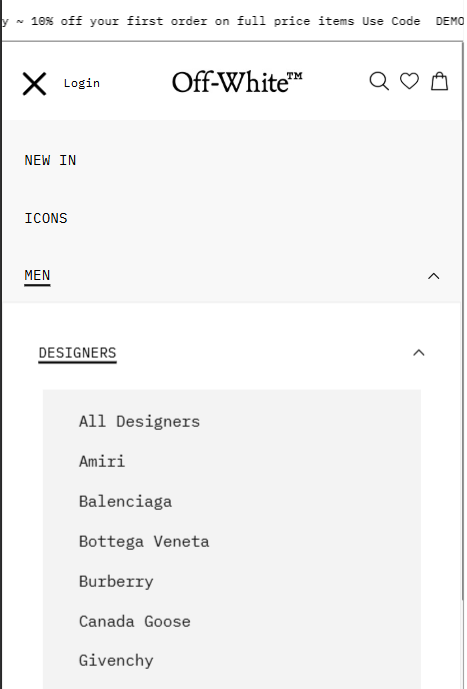 y ~ 10% off your first order on full price items Use Code DEMO
Login
Off-White™
NEW IN
ICONS
MEN
DESIGNERS
All Designers
Amiri
Balenciaga
Bottega Veneta
Burberry
Canada Goose
Givenchy